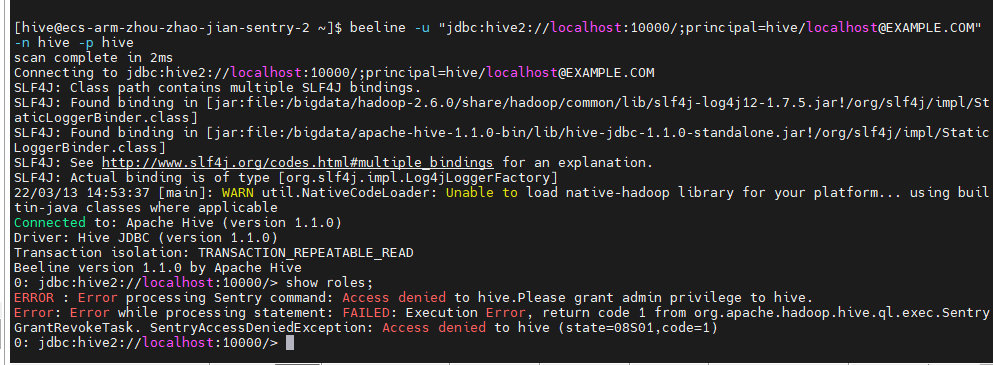 [hive@ecs-arm-zhou-zhao-jian-sentry-2 ~]$ beeline -u "jdbc:hive2://localhost:10000/;principal=hive/localhost@EXAMPLE.COM"
-n hive -p hive
scan complete in 2ms
Connecting to jdbc:hive2://localhost:10000/;principal=hive/localhost@EXAMPLE.COM
SLF4J: Class path contains multiple SLF4J bindings.
SLF4J: Found binding in [jar:file:/bigdata/hadoop-2.6.0/share/hadoop/common/lib/slf4j-log4j12-1.7.5.jar!/org/slf4j/impl/St
aticLoggerBinder.class]
SLF4J: Found binding in [jar:file:/bigdata/apache-hive-1.1.0-bin/lib/hive-jdbc-1.1.0-standalone.jar!/org/slf4j/impl/Static
LoggerBinder.class]
SLF4J: See http://www.slf4j.org/codes.html#multiple_bindings for an explanation.
SLF4J: Actual binding is of type [org.slf4j.impl.Log4jLoggerFactory]
22/03/13 14:53:37 [main]: WARN util.NativeCodeLoader: Unable to load native-hadoop library for your platform... using buil
tin-java classes where applicable
Connected to: Apache Hive (version 1.1.0)
Driver: Hive JDBC (version 1.1.0)
Transaction isolation: TRANSACTION_REPEATABLE_READ
Beeline version 1.1.0 by Apache Hive
0: jdbc:hive2://localhost:10000/> show roles;
ERROR : Error processing Sentry command: Access denied to hive.Please grant admin privilege to hive.
Error: Error while processing statement: FAILED: Execution Error, return code 1 from org.apache.hadoop.hive.ql.exec.Sentry
GrantRevokeTask. SentryAccessDeniedException: Access denied to hive (state=08S01,code=1)
0: jdbc:hive2://localhost:10000/>